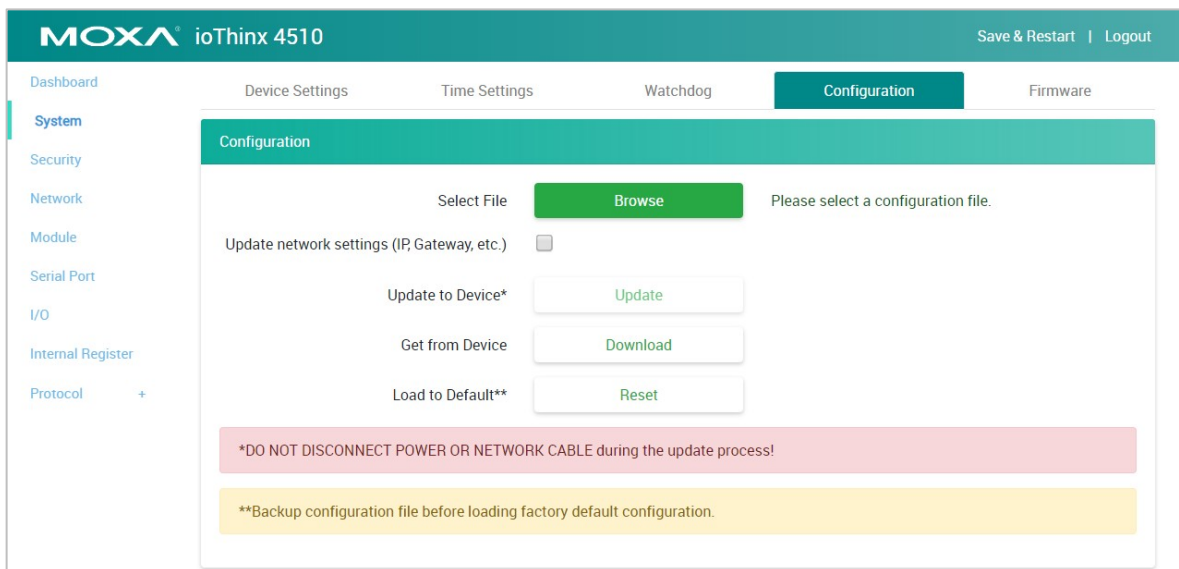 MOXA® ioThinx 4510
Save & Restart | Logout
Dashboard
System
Security
Network
Module
Serial Port
I/O
Internal Register
Protocol +
Device Settings Time Settings Watchdog Configuration Firmware
Configuration
Select File Browse Please select a configuration file.
Update network settings (IP, Gateway, etc.)
Update to Device* Update
Get from Device Download
Load to Default** Reset
*DO NOT DISCONNECT POWER OR NETWORK CABLE during the update process!
**Backup configuration file before loading factory default configuration.